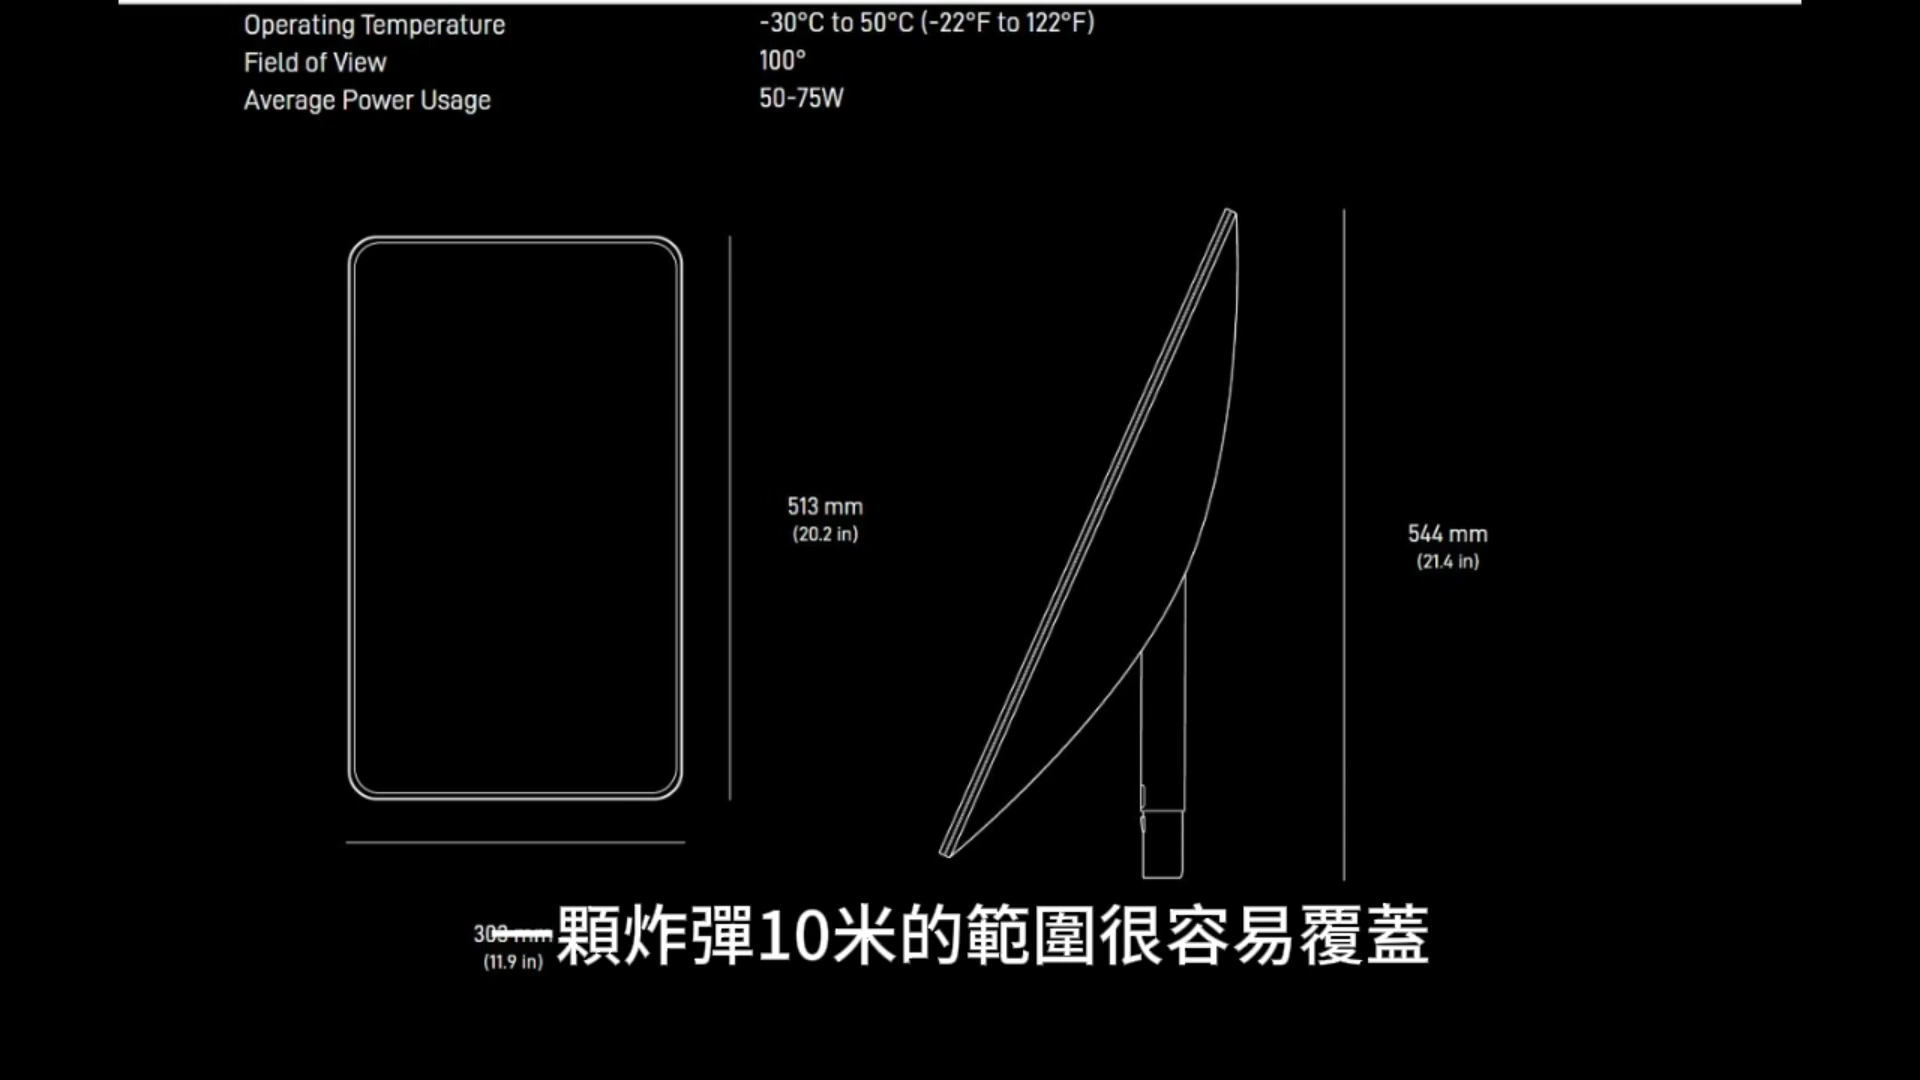 Operating Temperature -30°C to 50°C (-22°F to 122°F)
Field of View 100°
Average Power Usage 50-75W
513 mm
(20.2 in)
544 mm
(21.4 in)
303 mm
(11.9 in)
一顆炸彈10米的範圍很容易覆蓋